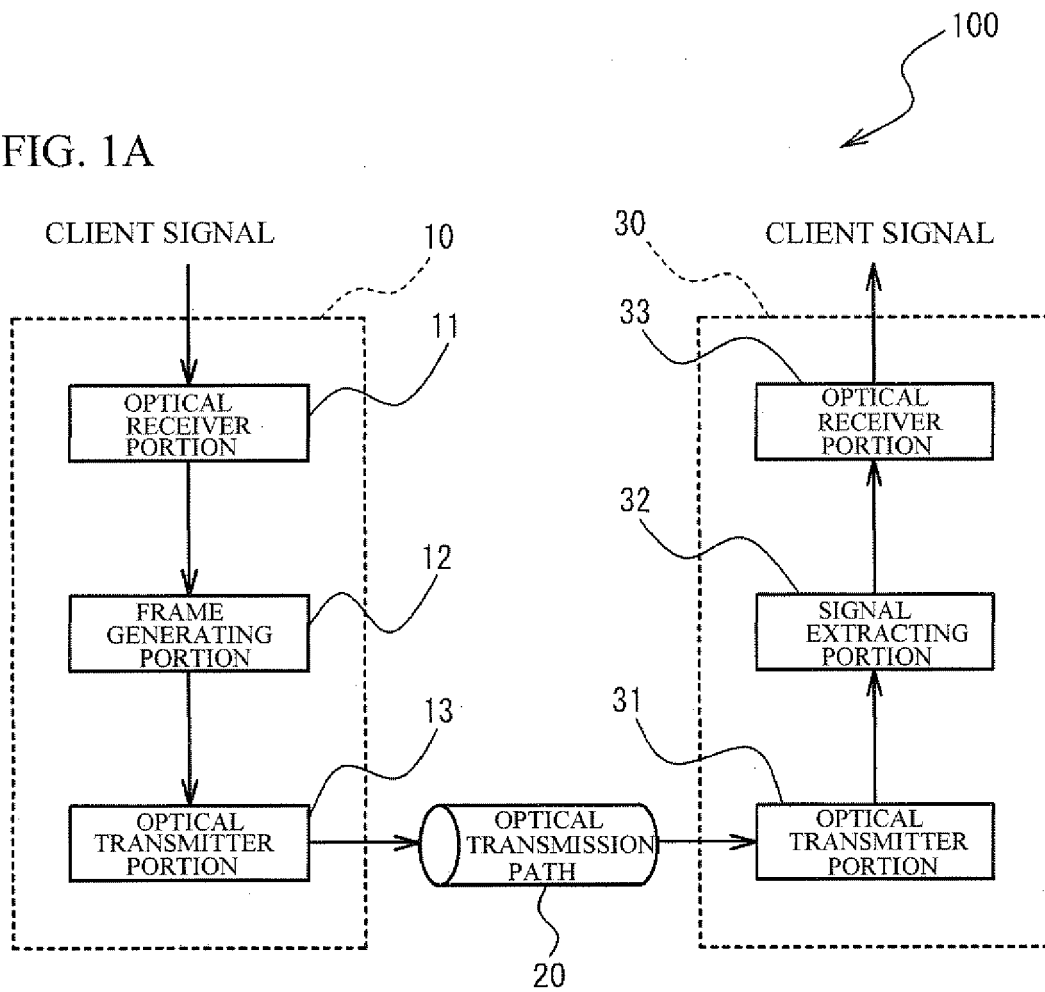 100
FIG. 1A
CLIENT SIGNAL
10
11
OPTICAL
RECEIVER
PORTION
12
FRAME
GENERATING
PORTION
13
OPTICAL
TRANSMITTER
PORTION
OPTICAL
TRANSMISSION
PATH
20
CLIENT SIGNAL
30
33
OPTICAL
RECEIVER
PORTION
32
SIGNAL
EXTRACTING
PORTION
31
OPTICAL
TRANSMITTER
PORTION